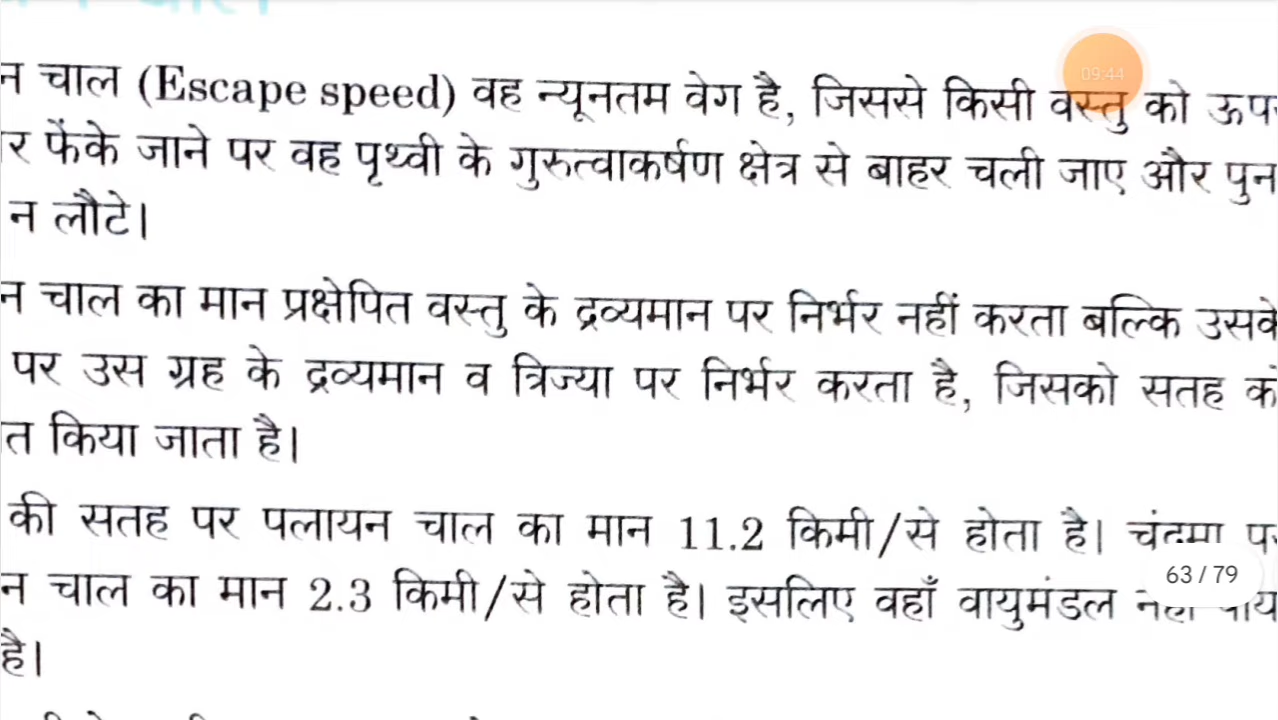 न चाल (Escape speed) वह न्यूनतम वेग है, जिससे किसी वस्तु को ऊप
र फेंके जाने पर वह पृथ्वी के गुरुत्वाकर्षण क्षेत्र से बाहर चली जाए और पुन
न लौटे।
न चाल का मान प्रक्षेपित वस्तु के द्रव्यमान पर निर्भर नहीं करता बल्कि उसके
पर उस ग्रह के द्रव्यमान व त्रिज्या पर निर्भर करता है, जिसको सतह
त किया जाता है।
की सतह पर पलायन चाल का मान 11.2 किमी/से होता है। चंद्रमा
न चाल का मान 2.3 किमी/से होता है। इसलिए वहाँ वायुमंडल
है।
09:44
63 / 79